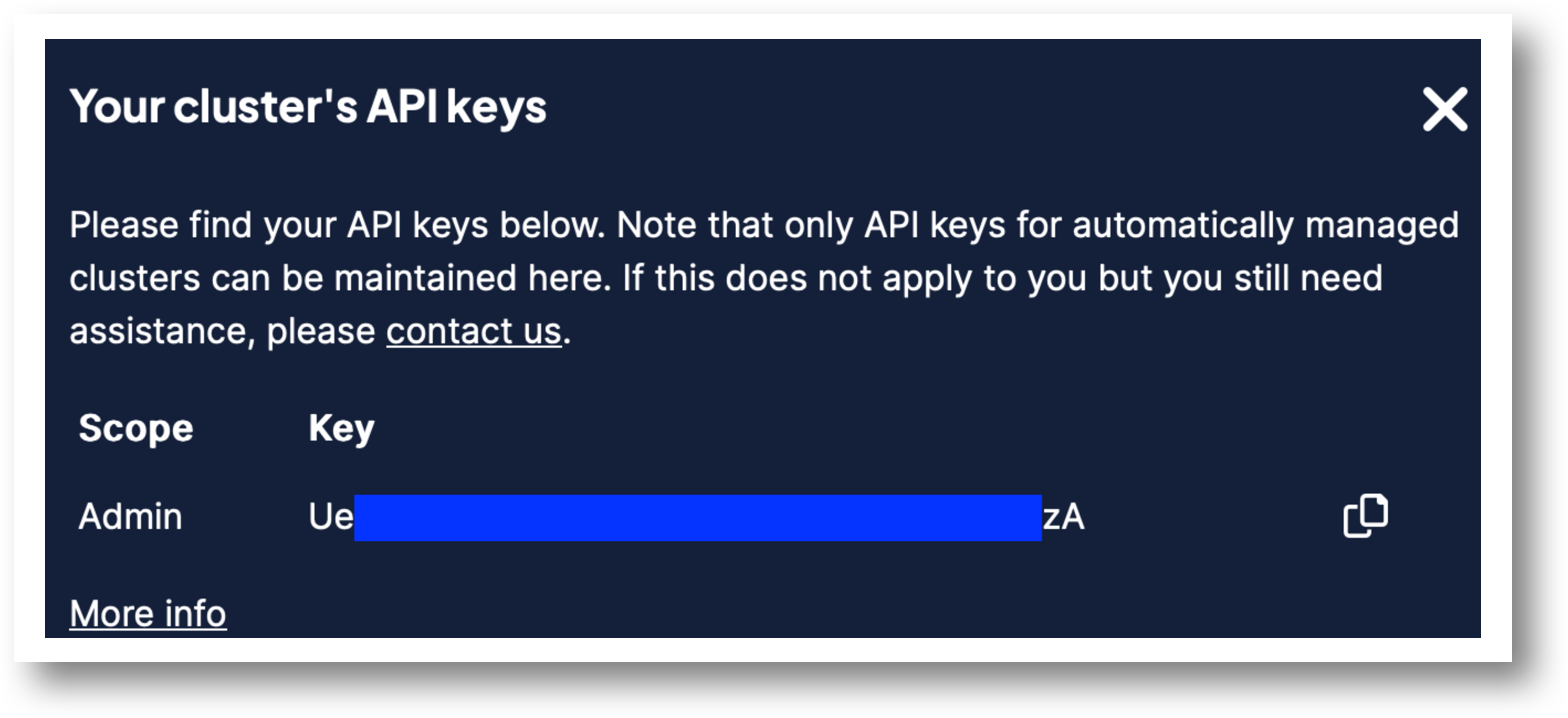 Your cluster's API keys
Please find your API keys below. Note that only API keys for automatically managed
clusters can be maintained here. If this does not apply to you but you still need
assistance, please contact us.
Scope Key
Admin Ue zA
More info